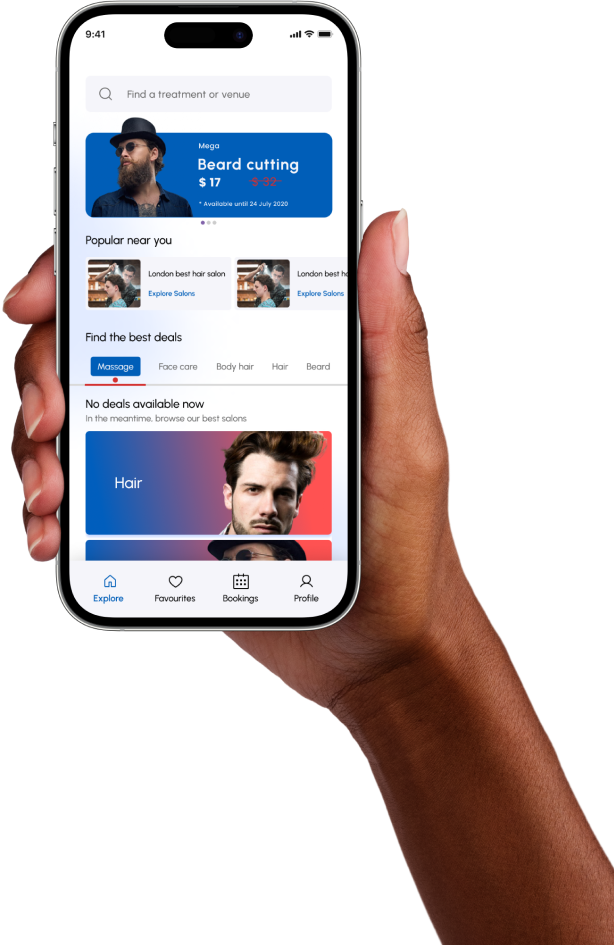 9:41
Find a treatment or venue
Mega
Beard cutting
$ 17 $ 32
* Available until 24 July 2020
Popular near you
London best hair salon
Explore Salons
London best ho
Explore Salons
Find the best deals
Massage Face care Body hair Hair Beard
No deals available now
In the meantime, browse our best salons
Hair
Explore Favourites Bookings Profile